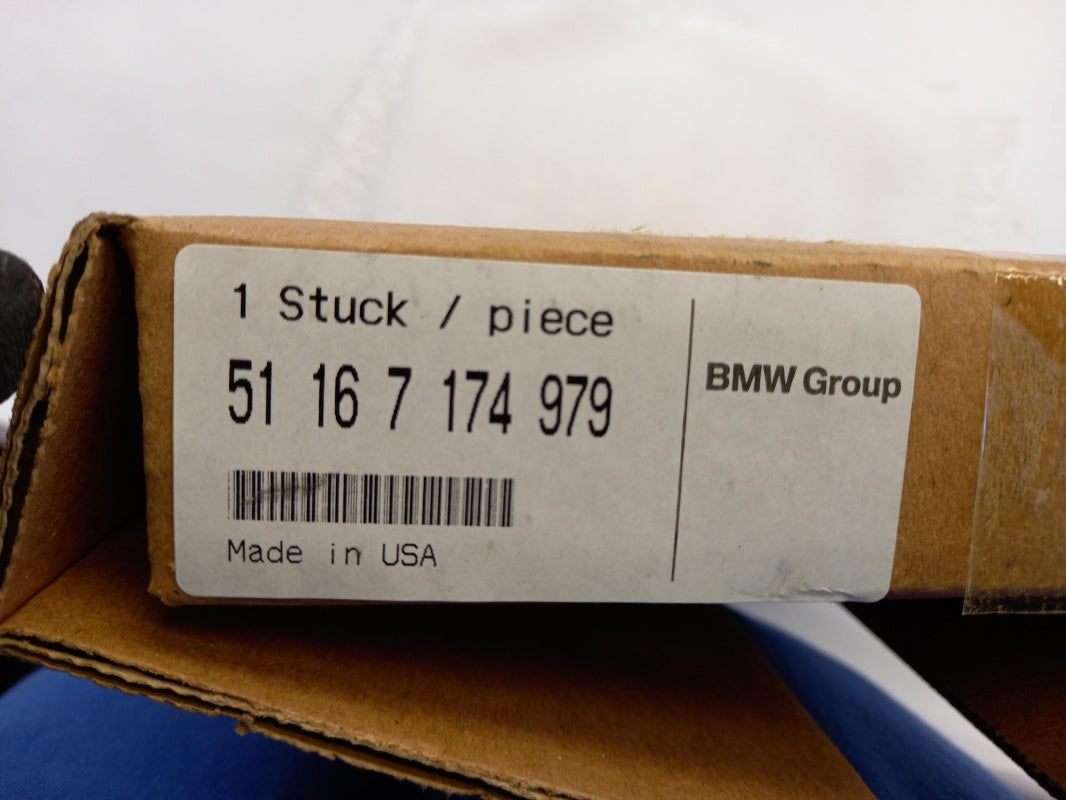 1 Stuck / piece
51 16 7 174 979
Made in USA
BMW Group